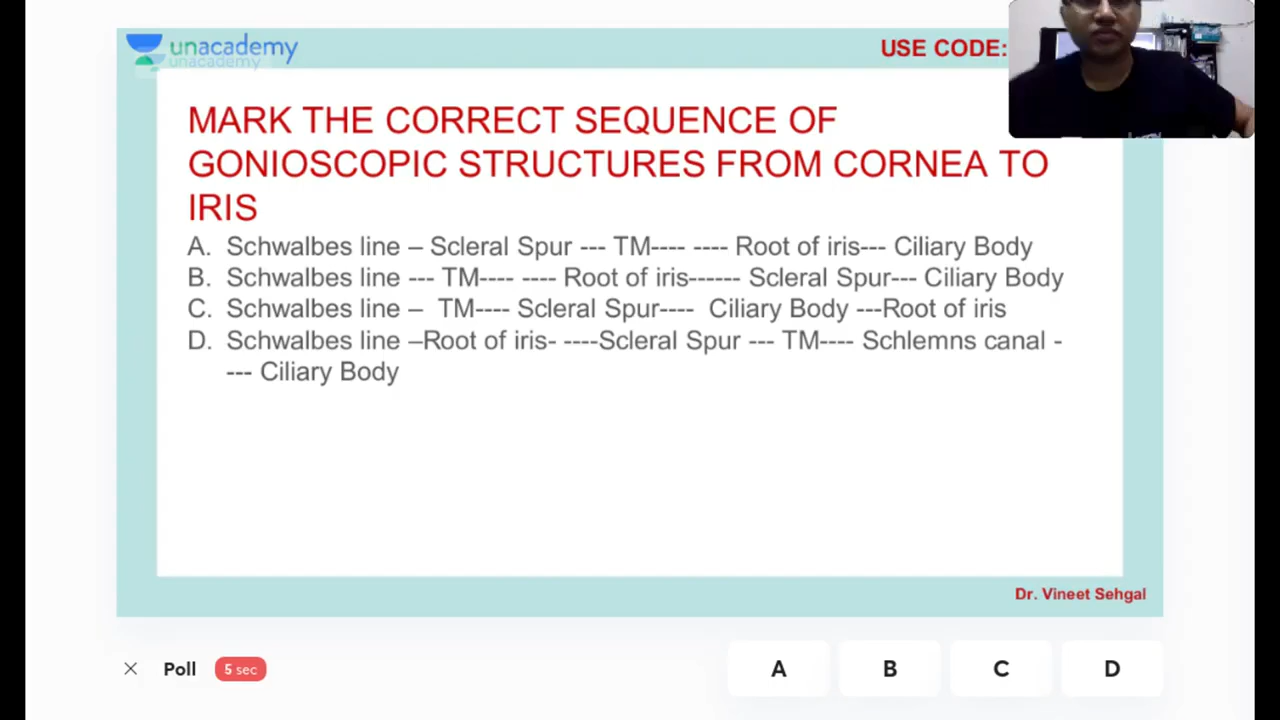 unacademy
unacademy
USE CODE:
MARK THE CORRECT SEQUENCE OF
GONIOSCOPIC STRUCTURES FROM CORNEA TO
IRIS
A. Schwalbes line – Scleral Spur --- TM---- ---- Root of iris--- Ciliary Body
B. Schwalbes line --- TM---- ---- Root of iris------ Scleral Spur--- Ciliary Body
C. Schwalbes line – TM---- Scleral Spur---- Ciliary Body ---Root of iris
D. Schwalbes line –Root of iris- ----Scleral Spur --- TM---- Schlemns canal -
--- Ciliary Body
Dr. Vineet Sehgal
Poll 5 sec A B C D